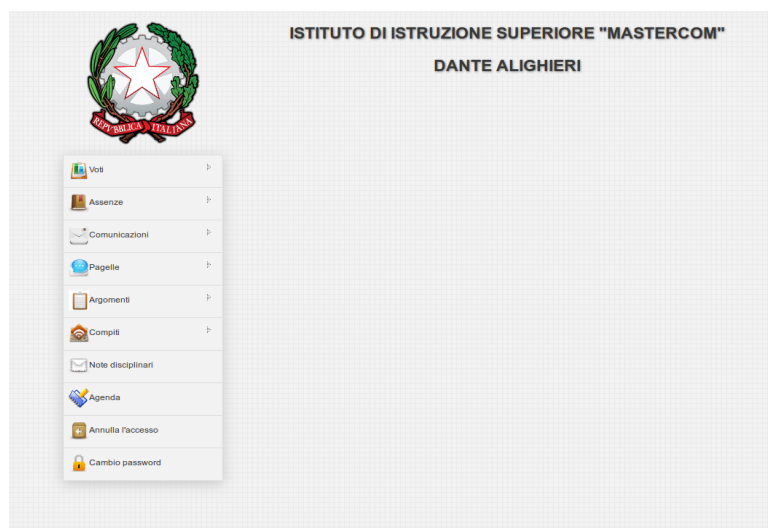 ISTITUTO DI ISTRUZIONE SUPERIORE "MASTERCOM"
DANTE ALIGHIERI
REPVBBLICA ITALIANA
Voti
Assenze
Comunicazioni
Pagelle
Argomenti
Compiti
Note disciplinari
Agenda
Annulla l'accesso
Cambio password